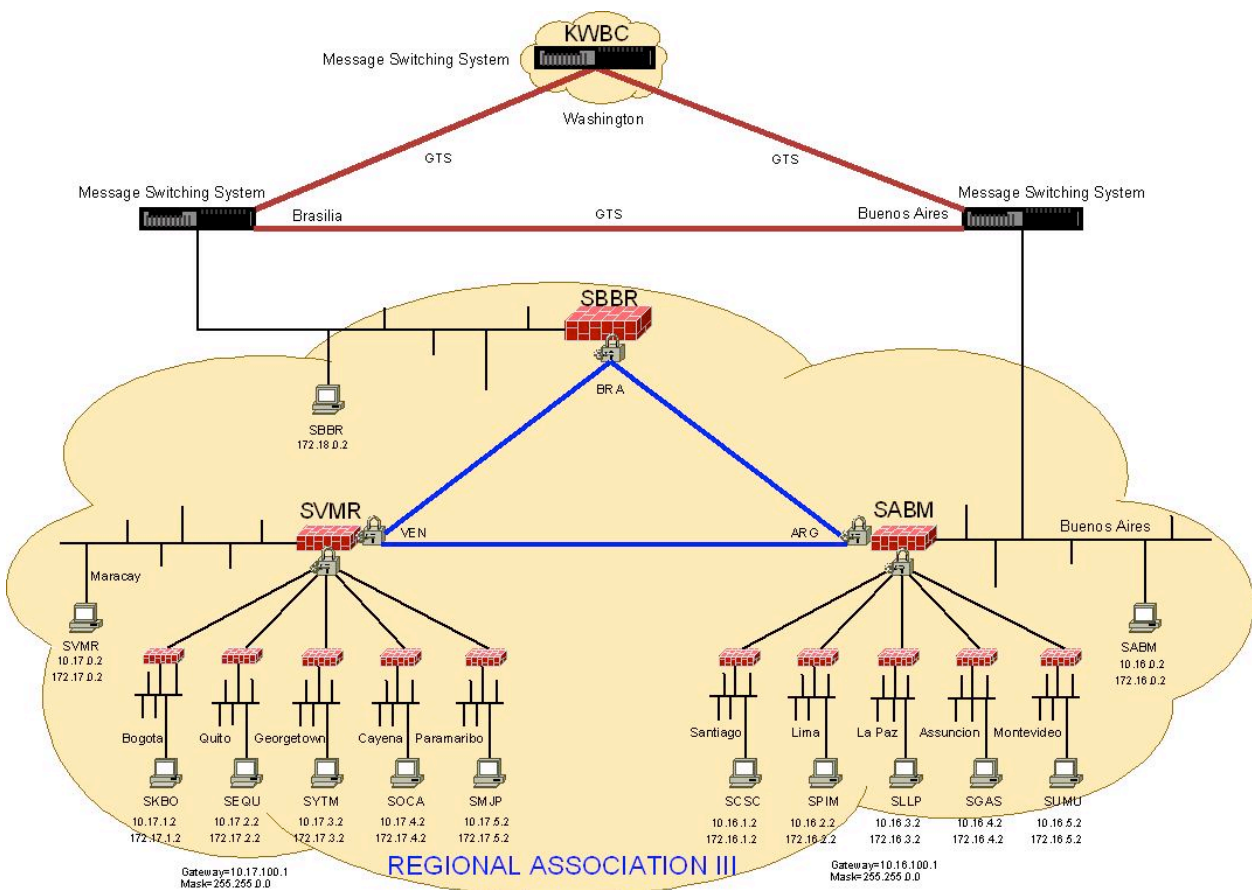 KWBC
Message Switching System
Washington
GTS
GTS
Message Switching System
Message Switching System
Brasilia
GTS
Buenos Aires
SBBR
BRA
SBBR
172.18.0.2
SVMR
SABM
VEN
ARG
Buenos Aires
Maracay
SVMR
10.17.0.2
172.17.0.2
SABM
10.16.0.2
172.16.0.2
Bogota
Quito
Georgetown
Cayena
Paramaribo
Santiago
Lima
La Paz
Assuncion
Montevideo
SKBO
10.17.1.2
172.17.1.2
SEQU
10.17.2.2
172.17.2.2
SYTM
10.17.3.2
172.17.3.2
SOCA
10.17.4.2
172.17.4.2
SMJP
10.17.5.2
172.17.5.2
SCSC
10.16.1.2
172.16.1.2
SPIM
10.16.2.2
172.16.2.2
SLLP
10.16.3.2
172.16.3.2
SGAS
10.16.4.2
172.16.4.2
SUMU
10.16.5.2
172.16.5.2
Gateway=10.17.100.1
Mask=255.255.0.0
REGIONAL ASSOCIATION III
Gateway=10.16.100.1
Mask=255.255.0.0